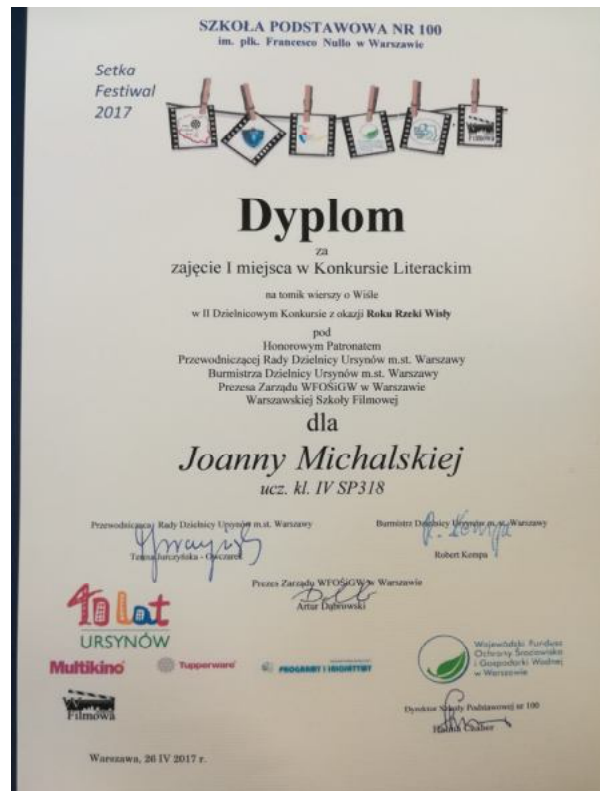 SZKOŁA PODSTAWOWA NR 100
im. płk. Francesco Nullo w Warszawie
Setka
Festiwal
2017
Dyplom
za
zajęcie I miejsca w Konkursie Literackim
na tomik wierszy o Wiśle
w II Dzielnicowym Konkursie z okazji Roku Rzeki Wisły
pod
Honorowym Patronatem
Przewodniczącej Rady Dzielnicy Ursynów m.st. Warszawy
Burmistrza Dzielnicy Ursynów m.st. Warszawy
Prezesa Zarządu WFOŚiGW w Warszawie
Warszawskiej Szkoły Filmowej
dla
Joanny Michalskiej
ucz. kl. IV SP318
Przewodnicząca Rady Dzielnicy Ursynów m.st. Warszawy
Burmistrz Dzielnicy Ursynów m.st. Warszawy
Teresa Jurczyńska - Owczarek
Robert Kempa
Prezes Zarządu WFOŚiGW w Warszawie
Artur Dąbrowski
40 lat
URSYNÓW
Multikino
Tupperware
PROGRAMY I INICJATYWY
Wojewódzki Fundusz
Ochrony Środowiska
i Gospodarki Wodnej
w Warszawie
Filmowa
Dyrektor Szkoły Podstawowej nr 100
Warszawa, 26 IV 2017 r.